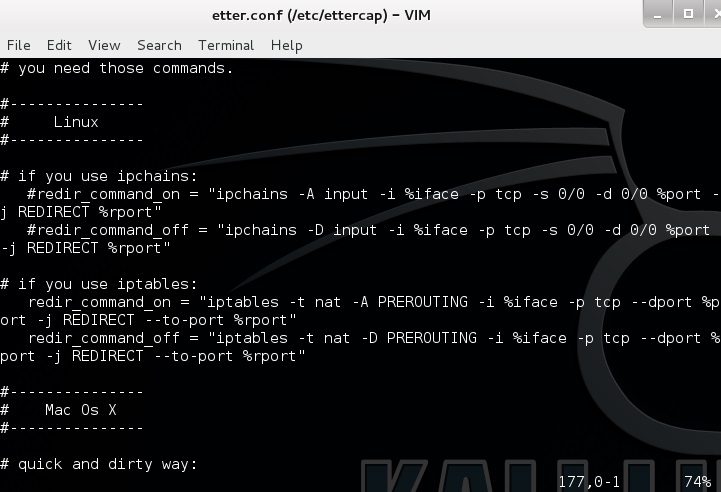 etter.conf (/etc/ettercap) – VIM
File Edit View Search Terminal Help
# you need those commands.
#---------------
#     Linux
#---------------
# if you use ipchains:
   #redir_command_on = "ipchains -A input -i %iface -p tcp -s 0/0 -d 0/0 %port -
j REDIRECT %rport"
   #redir_command_off = "ipchains -D input -i %iface -p tcp -s 0/0 -d 0/0 %port
-j REDIRECT %rport"
# if you use iptables:
   redir_command_on = "iptables -t nat -A PREROUTING -i %iface -p tcp --dport %p
ort -j REDIRECT --to-port %rport"
   redir_command_off = "iptables -t nat -D PREROUTING -i %iface -p tcp --dport %
port -j REDIRECT --to-port %rport"
#---------------
#    Mac Os X
#---------------
# quick and dirty way:
177,0-1 74%